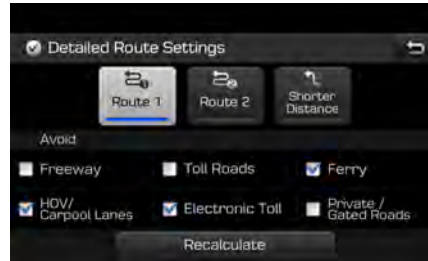 Detailed Route Settings
Route 1
Route 2
Shorter
Distance
Avoid
Freeway
Toll Roads
Ferry
HOV/
Carpool Lanes
Electronic Toll
Private /
Gated Roads
Recalculate